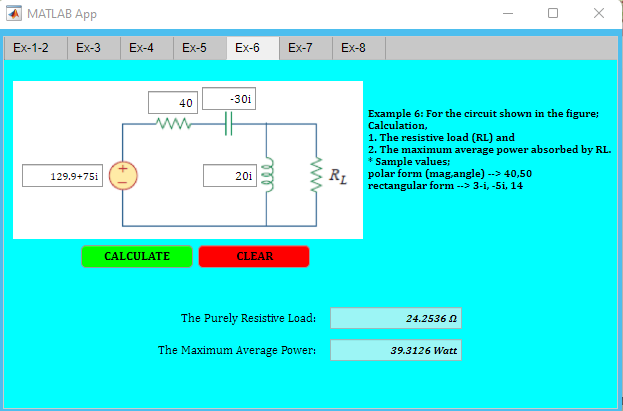 MATLAB App
Ex-1-2 Ex-3 Ex-4 Ex-5 Ex-6 Ex-7 Ex-8
40
-30i
129.9+75i
+
−
20i
R_L
Example 6: For the circuit shown in the figure;
Calculation,
1. The resistive load (RL) and
2. The maximum average power absorbed by RL.
* Sample values;
polar form (mag,angle) --> 40,50
rectangular form --> 3-i, -5i, 14
CALCULATE CLEAR
The Purely Resistive Load: 24.2536 Ω
The Maximum Average Power: 39.3126 Watt